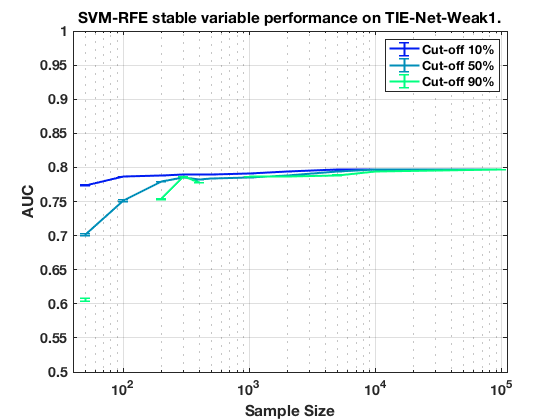 SVM-RFE stable variable performance on TIE-Net-Weak1.
1
0.95
0.9
0.85
0.8
0.75
0.7
0.65
0.6
0.55
0.5
AUC
Cut-off 10%
Cut-off 50%
Cut-off 90%
10^2
10^3
10^4
10^5
Sample Size